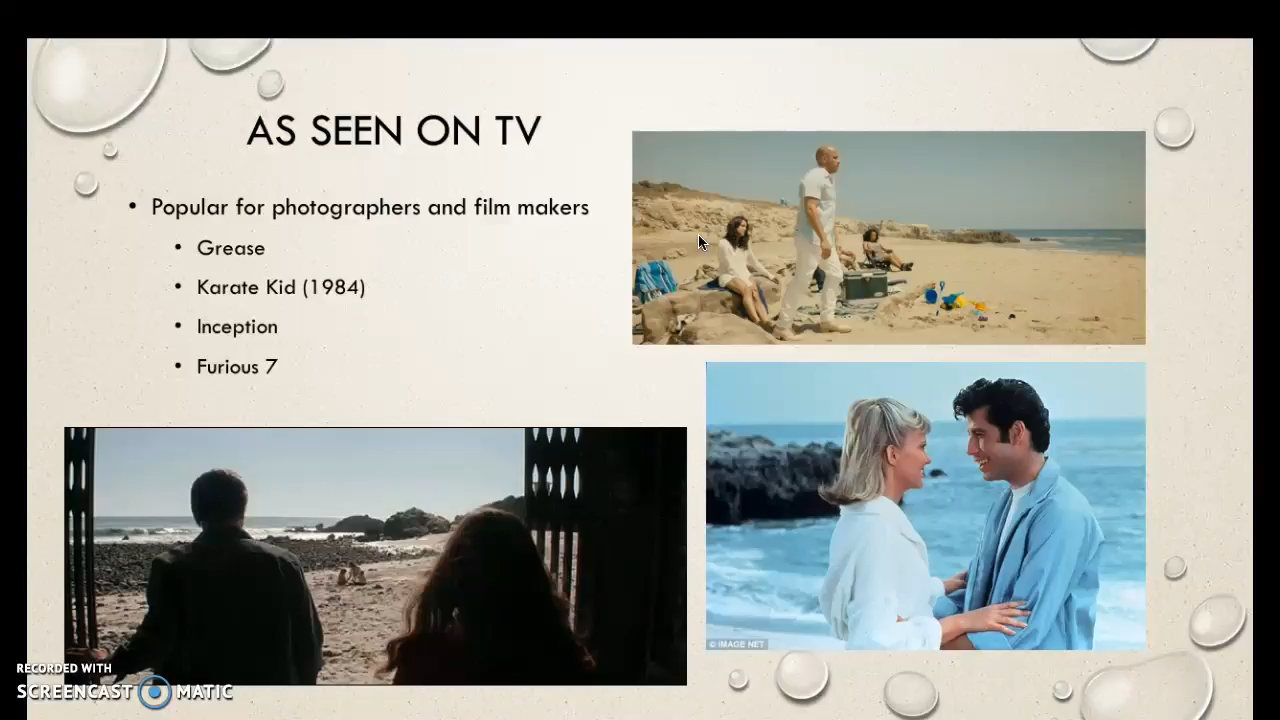 AS SEEN ON TV
• Popular for photographers and film makers
• Grease
• Karate Kid (1984)
• Inception
• Furious 7
© IMAGE NET
RECORDED WITH
SCREENCAST MATIC